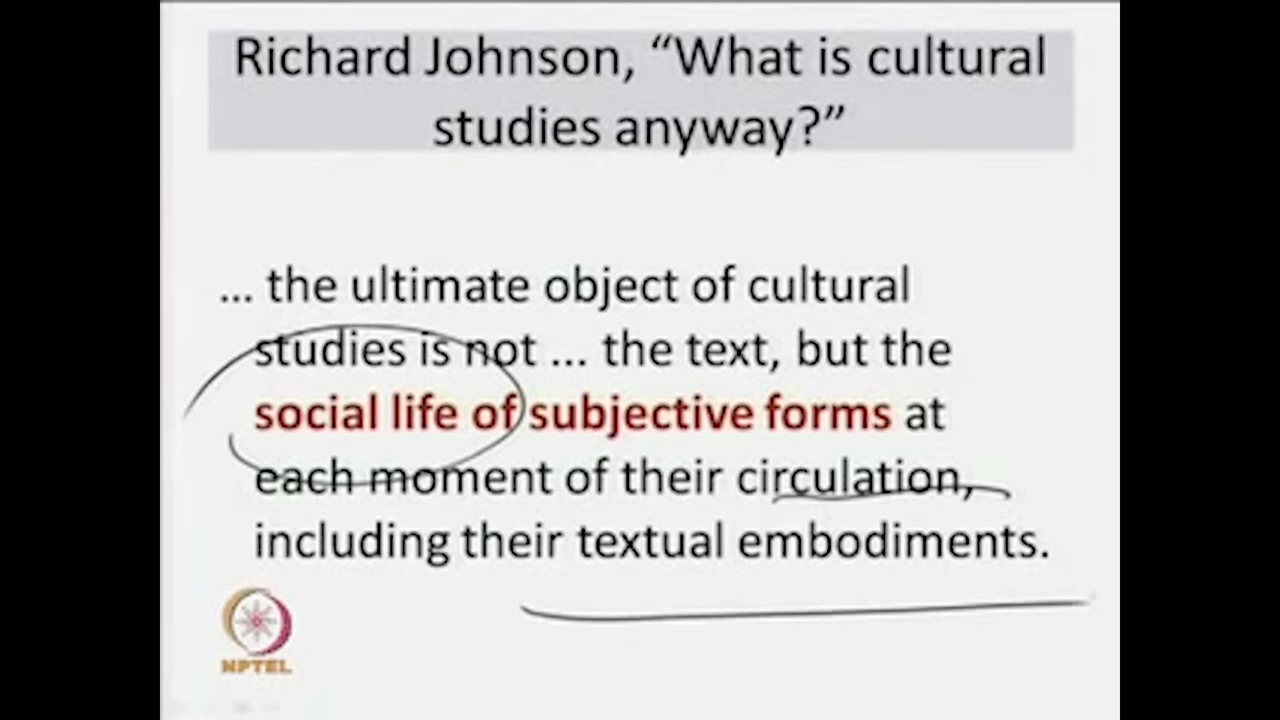 Richard Johnson, “What is cultural
studies anyway?”
... the ultimate object of cultural
studies is not ... the text, but the
social life of subjective forms at
each moment of their circulation,
including their textual embodiments.
NPTEL